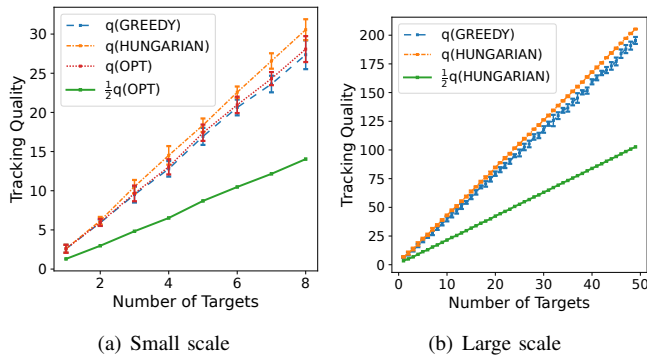 q(GREEDY)
q(HUNGARIAN)
q(OPT)
½q(OPT)
Tracking Quality
30
25
20
15
10
5
0
2 4 6 8
Number of Targets
(a) Small scale
q(GREEDY)
q(HUNGARIAN)
½q(HUNGARIAN)
Tracking Quality
200
175
150
125
100
75
50
25
0
0 10 20 30 40 50
Number of Targets
(b) Large scale